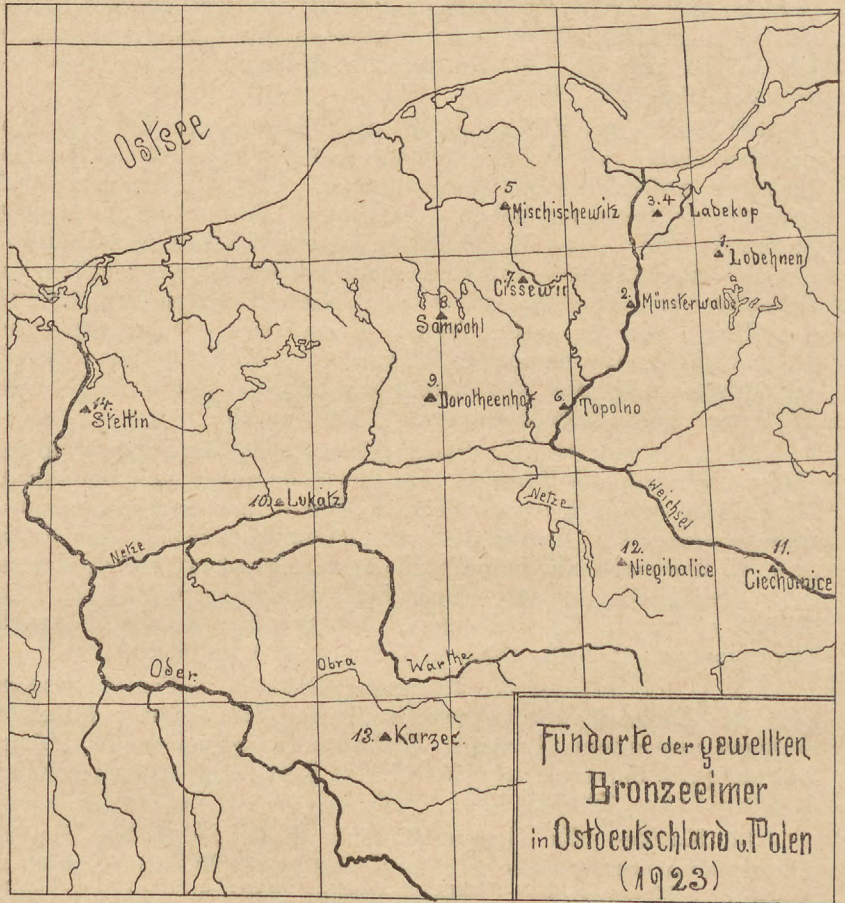 Ostsee
5
Mischischewitz
3.4
Ladekop
1.
Lodehnen
7.
Cissewie
2.
Münsterwalde
8
Sampohl
9.
Dorotheenhof
6.
Topolno
14.
Stettin
10. Lukatz
Netze
Weichsel
Netze
12.
Niegibalice
11.
Ciechomice
Oder.
Obra
Warthe
13. Karzec.
Fundorte der gewellten
Bronzeeimer
in Ostdeutschland u. Polen
(1923)